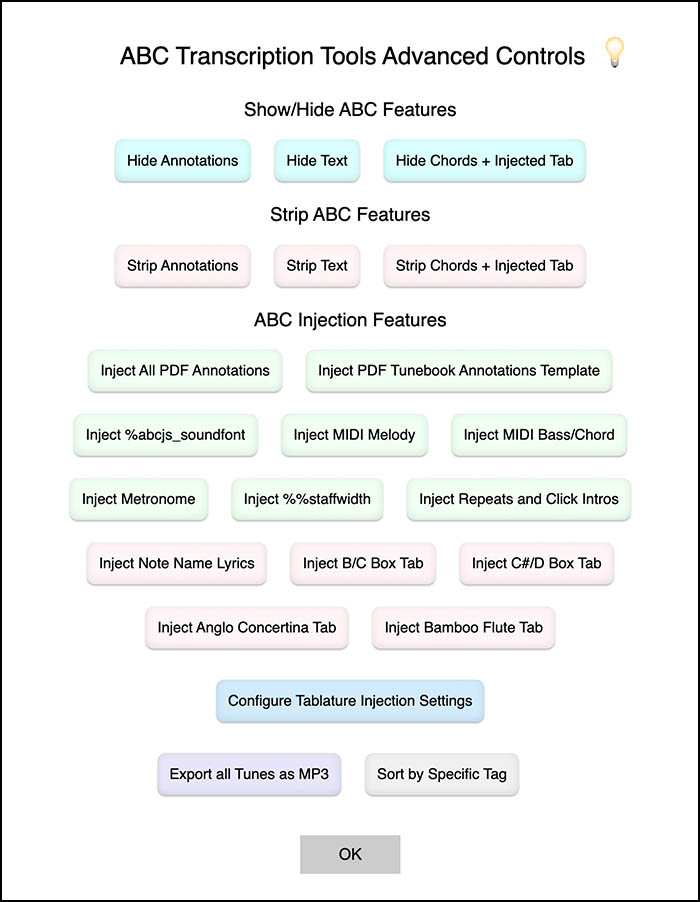 ABC Transcription Tools Advanced Controls
Show/Hide ABC Features
Hide Annotations Hide Text Hide Chords + Injected Tab
Strip ABC Features
Strip Annotations Strip Text Strip Chords + Injected Tab
ABC Injection Features
Inject All PDF Annotations Inject PDF Tunebook Annotations Template
Inject %abcjs_soundfont Inject MIDI Melody Inject MIDI Bass/Chord
Inject Metronome Inject %%staffwidth Inject Repeats and Click Intros
Inject Note Name Lyrics Inject B/C Box Tab Inject C#/D Box Tab
Inject Anglo Concertina Tab Inject Bamboo Flute Tab
Configure Tablature Injection Settings
Export all Tunes as MP3 Sort by Specific Tag
OK